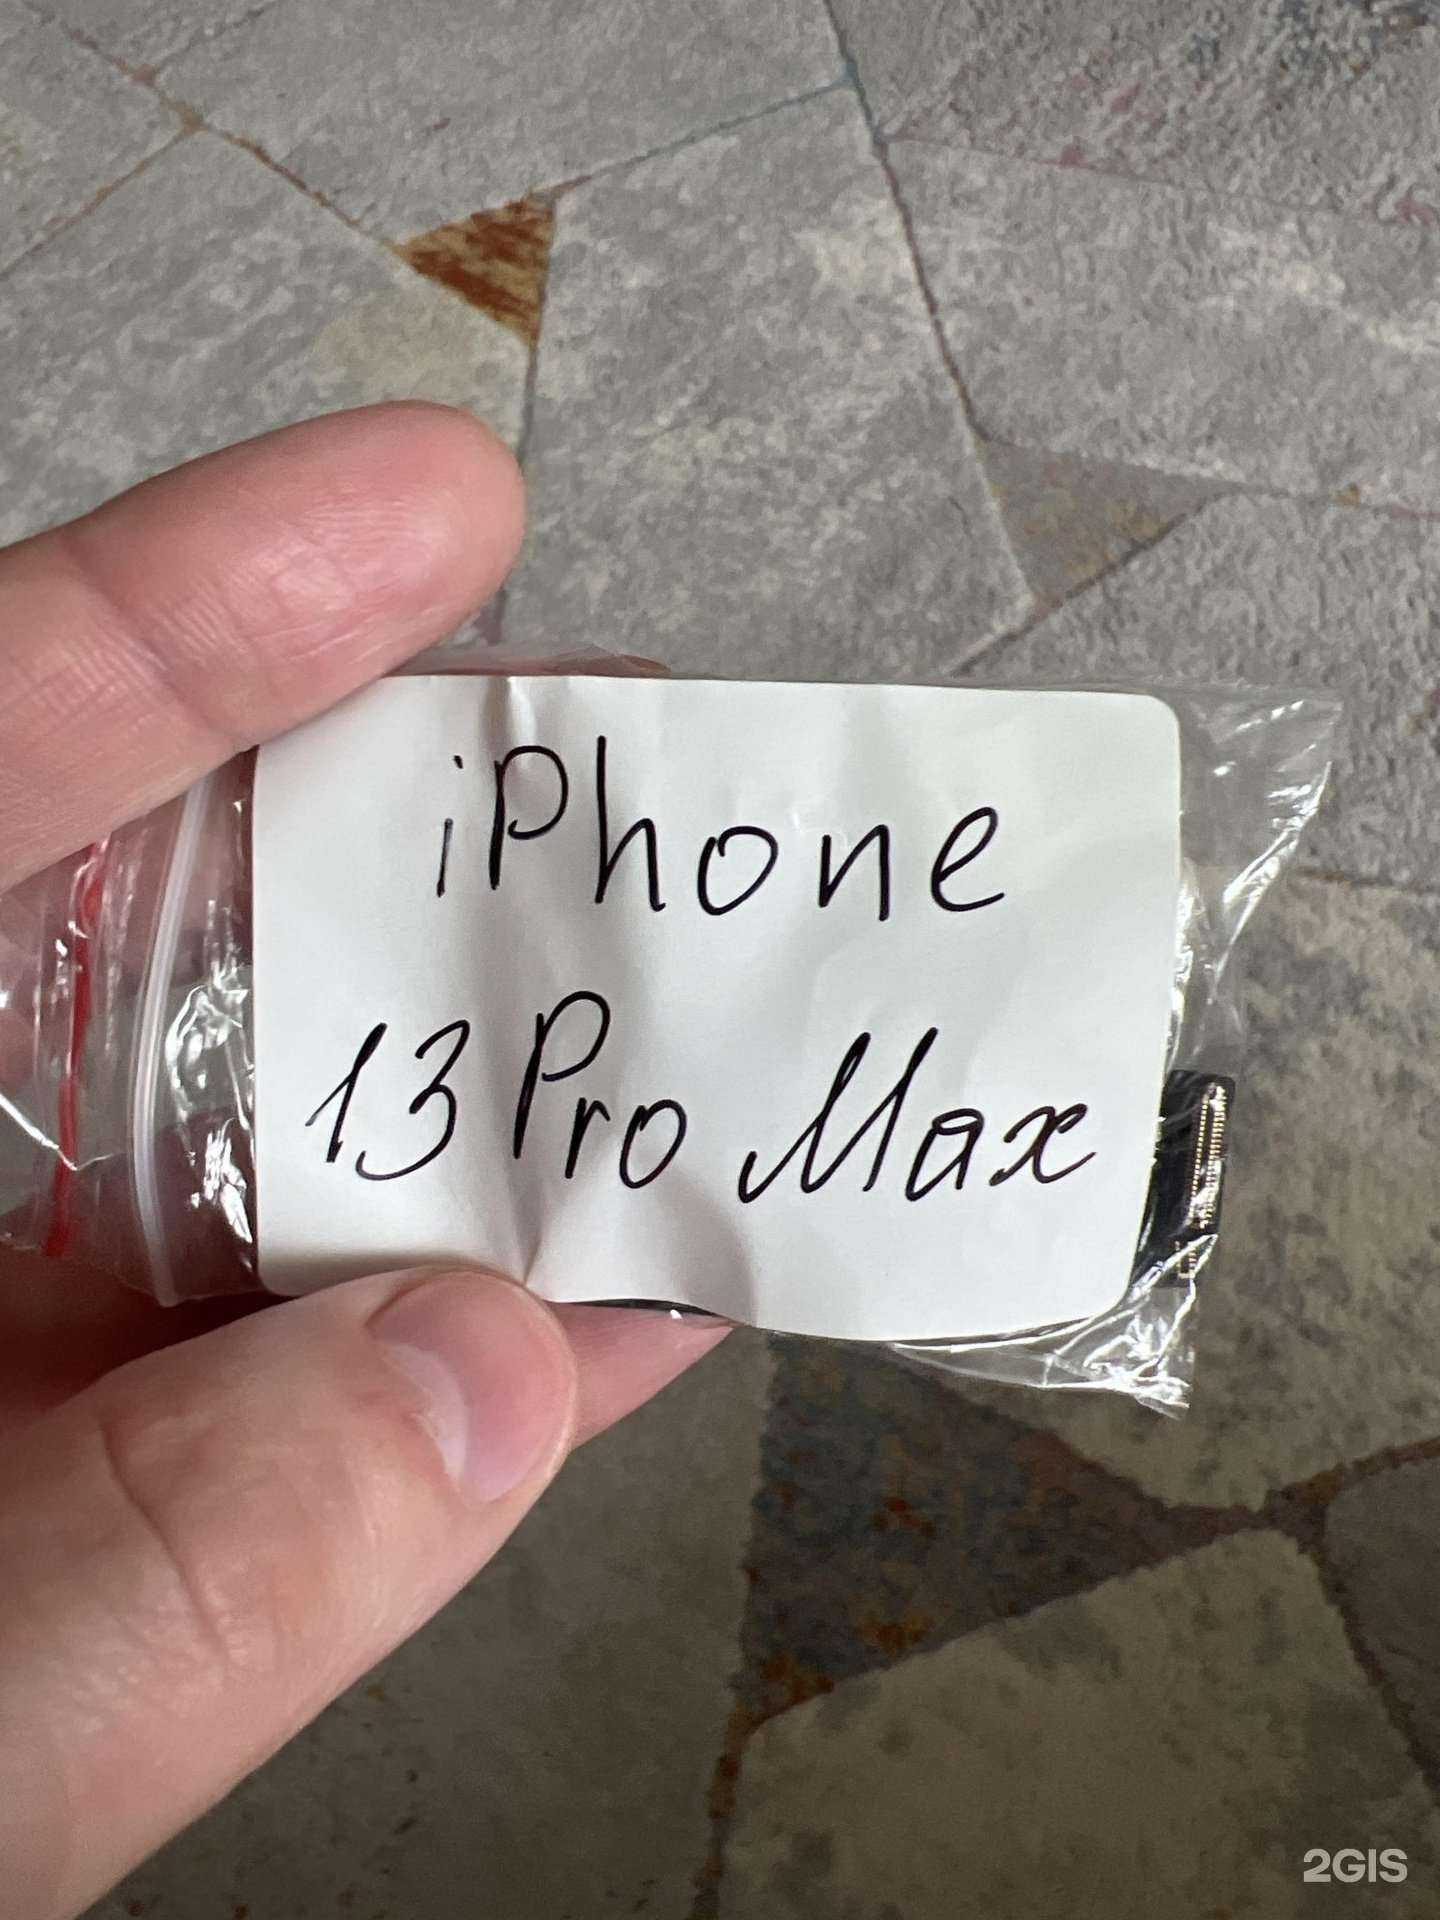 iPhone
13 Pro Max
2GIS